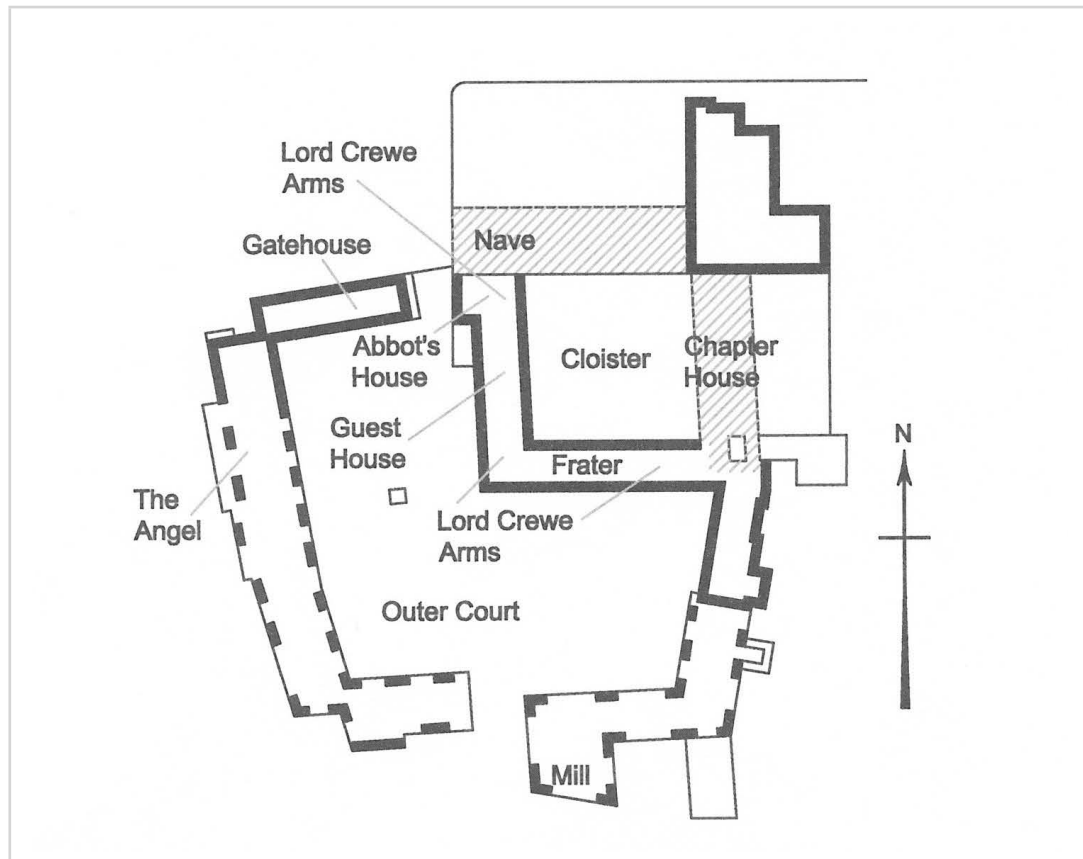 Lord Crewe
Arms
Nave
Gatehouse
Abbot's
House
Cloister
Chapter
House
Guest
House
Frater
N
The
Angel
Lord Crewe
Arms
Outer Court
Mill